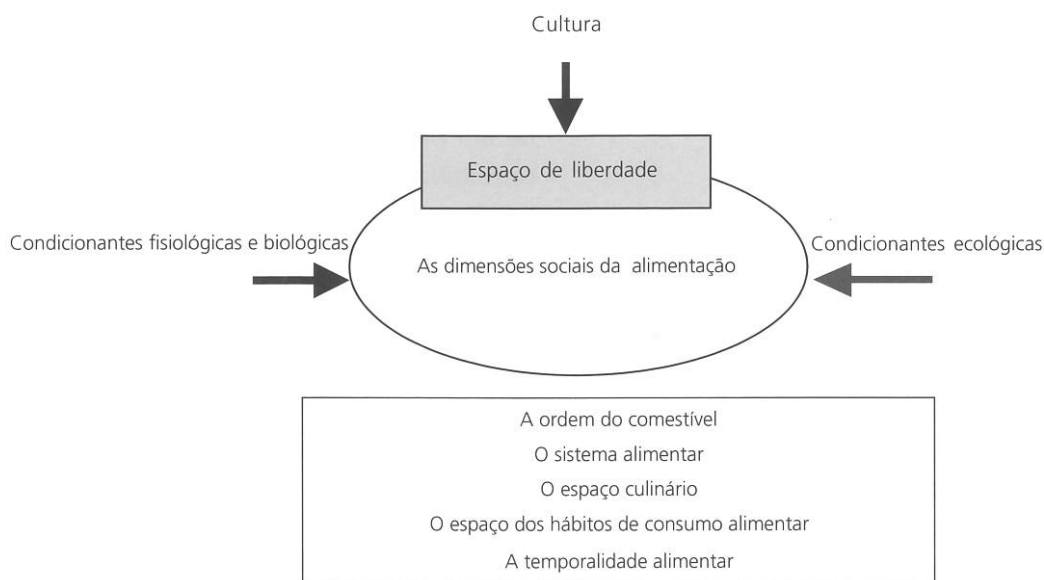 Cultura
Espaço de liberdade
Condicionantes fisiológicas e biológicas
As dimensões sociais da alimentação
Condicionantes ecológicas
A ordem do comestível
O sistema alimentar
O espaço culinário
O espaço dos hábitos de consumo alimentar
A temporalidade alimentar